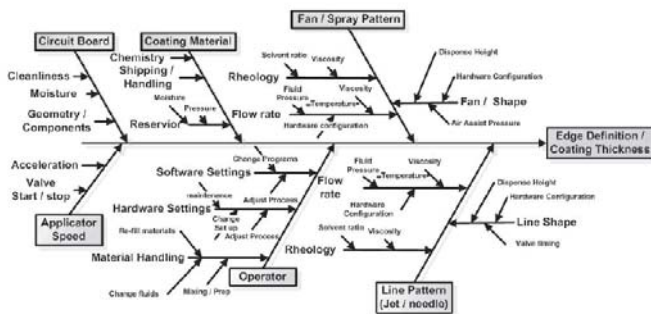 Fan / Spray Pattern
Circuit Board
Coating Material
Chemistry
Shipping /
Handling
Cleanliness
Moisture
Geometry /
Components
Moisture
Pressure
Reservior
Solvent ratio
Viscosity
Rheology
Fluid
Pressure
Viscosity
Temperature
Flow rate
Hardware configuration
Dispense Height
Hardware Configuration
Fan / Shape
Air Assist Pressure
Edge Definition /
Coating Thickness
Acceleration
Valve
Start / stop
Applicator
Speed
Change Programs
Software Settings
maintenance
Adjust Process
Hardware Settings
Change
Set up
Adjust Process
Re-fill materials
Material Handling
Change fluids
Mixing / Prep
Operator
Fluid
Pressure
Viscosity
Temperature
Flow
rate
Hardware
Configuration
Solvent ratio
Viscosity
Rheology
Dispense Height
Hardware Configuration
Line Shape
Valve timing
Line Pattern
(Jet / needle)